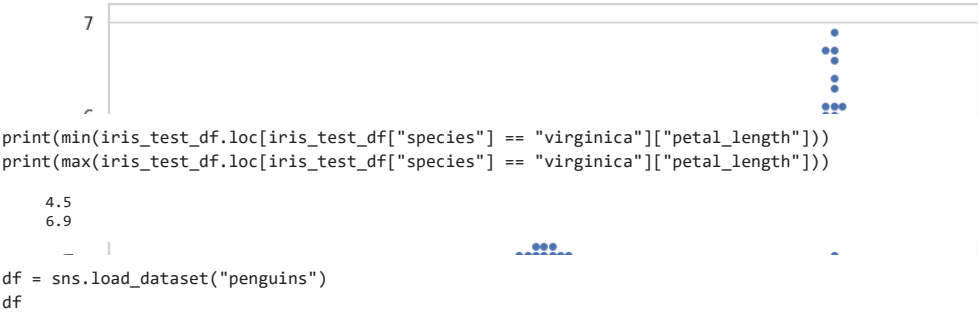 7
print(min(iris_test_df.loc[iris_test_df["species"] == "virginica"]["petal_length"]))
print(max(iris_test_df.loc[iris_test_df["species"] == "virginica"]["petal_length"]))
4.5
6.9
df = sns.load_dataset("penguins")
df